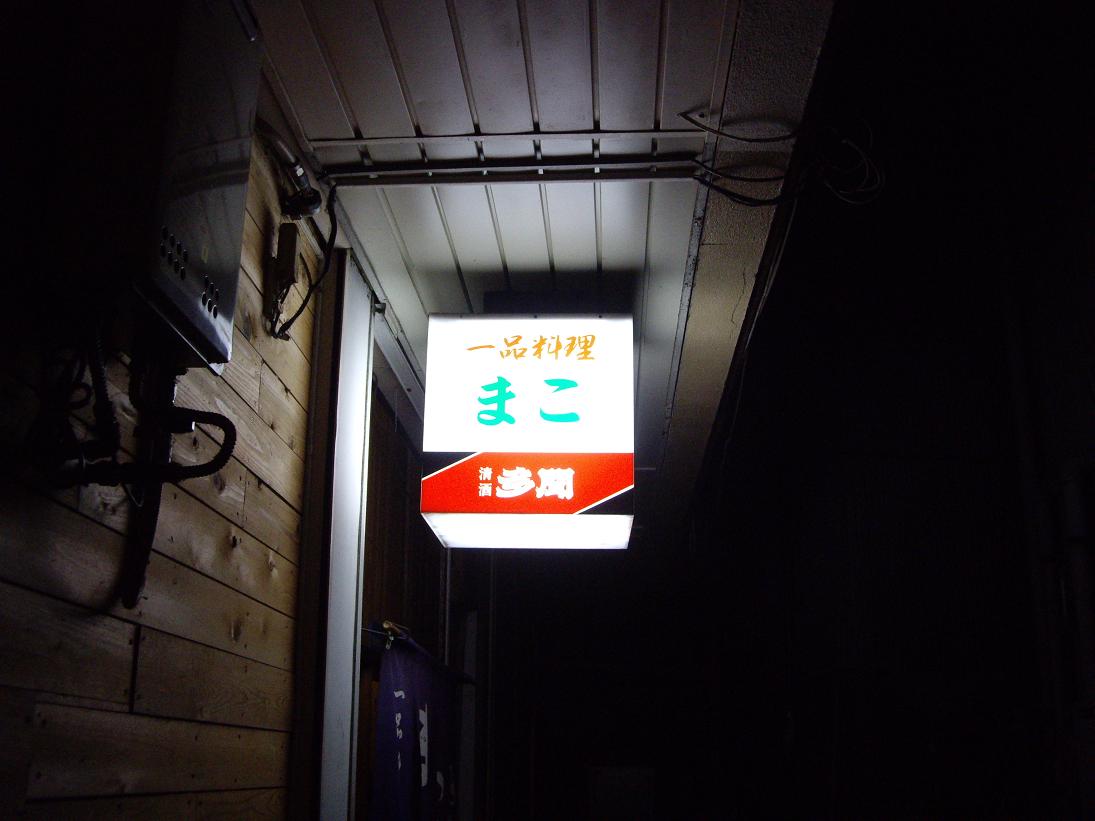 一品料理
まこ
清酒 多聞